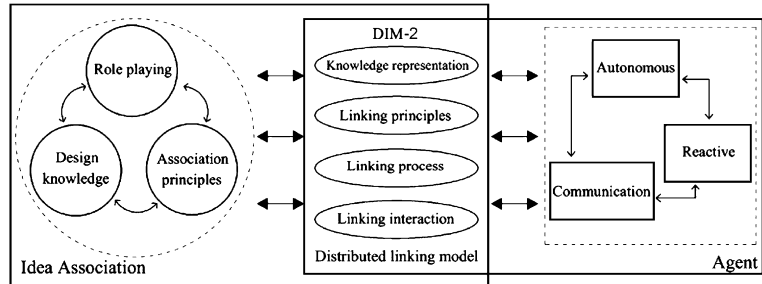 Role playing
Design
knowledge
Association
principles
Idea Association
DIM-2
Knowledge representation
Linking principles
Linking process
Linking interaction
Distributed linking model
Autonomous
Reactive
Communication
Agent